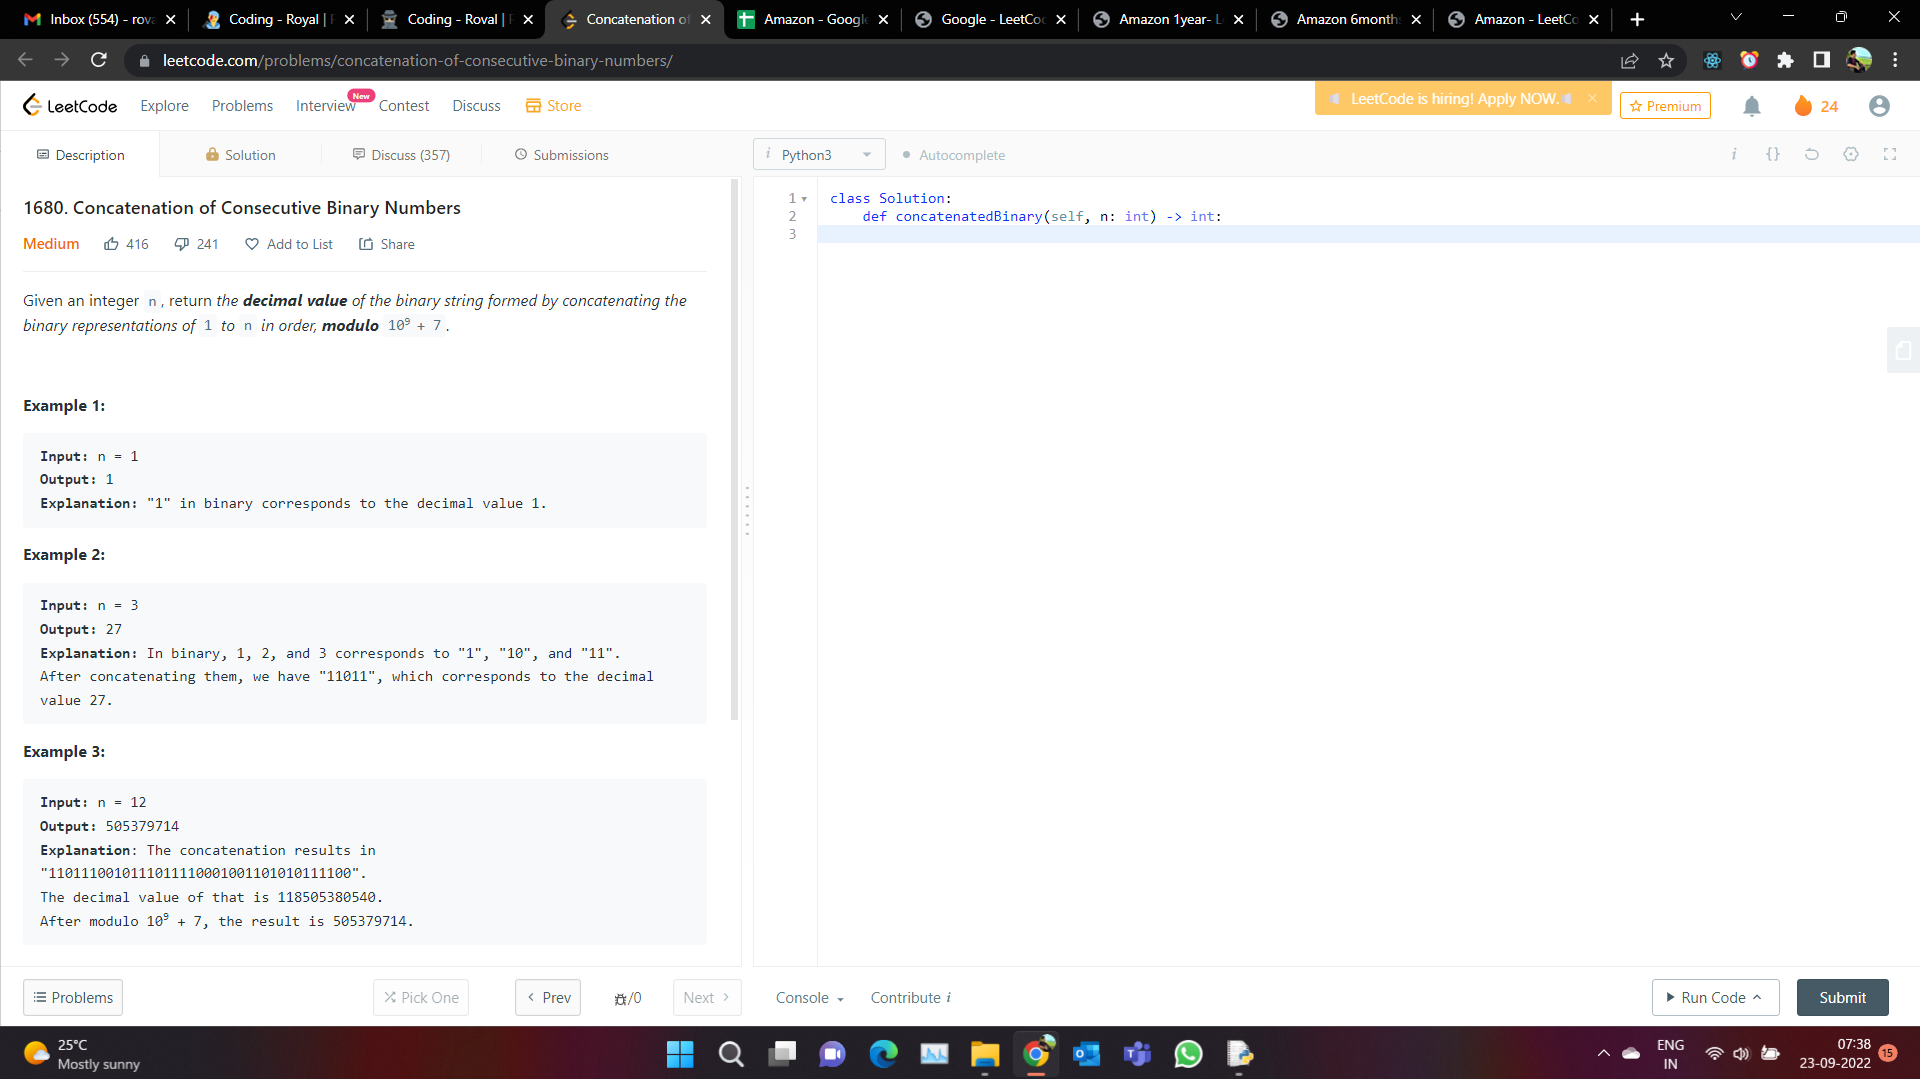 Inbox (554) - rova
Coding - Royal | F
Coding - Royal | F
Concatenation of
Amazon - Google
Google - LeetCo
Amazon 1year- L
Amazon 6month
Amazon - LeetCo
leetcode.com/problems/concatenation-of-consecutive-binary-numbers/
LeetCode
Explore
Problems
Interview
New
Contest
Discuss
Store
LeetCode is hiring! Apply NOW.
Premium
24
Description
Solution
Discuss (357)
Submissions
i Python3
Autocomplete
i {}
1680. Concatenation of Consecutive Binary Numbers
Medium 416 241 Add to List Share
Given an integer n, return the decimal value of the binary string formed by concatenating the
binary representations of 1 to n in order, modulo 10⁹ + 7.
Example 1:
Input: n = 1
Output: 1
Explanation: "1" in binary corresponds to the decimal value 1.
Example 2:
Input: n = 3
Output: 27
Explanation: In binary, 1, 2, and 3 corresponds to "1", "10", and "11".
After concatenating them, we have "11011", which corresponds to the decimal
value 27.
Example 3:
Input: n = 12
Output: 505379714
Explanation: The concatenation results in
"1101110010111011110001001101010111100".
The decimal value of that is 118505380540.
After modulo 10⁹ + 7, the result is 505379714.
1 class Solution:
2 def concatenatedBinary(self, n: int) -> int:
3
Problems
Pick One
Prev
/0
Next
Console
Contribute i
Run Code
Submit
25°C
Mostly sunny
ENG
IN
07:38
23-09-2022
15